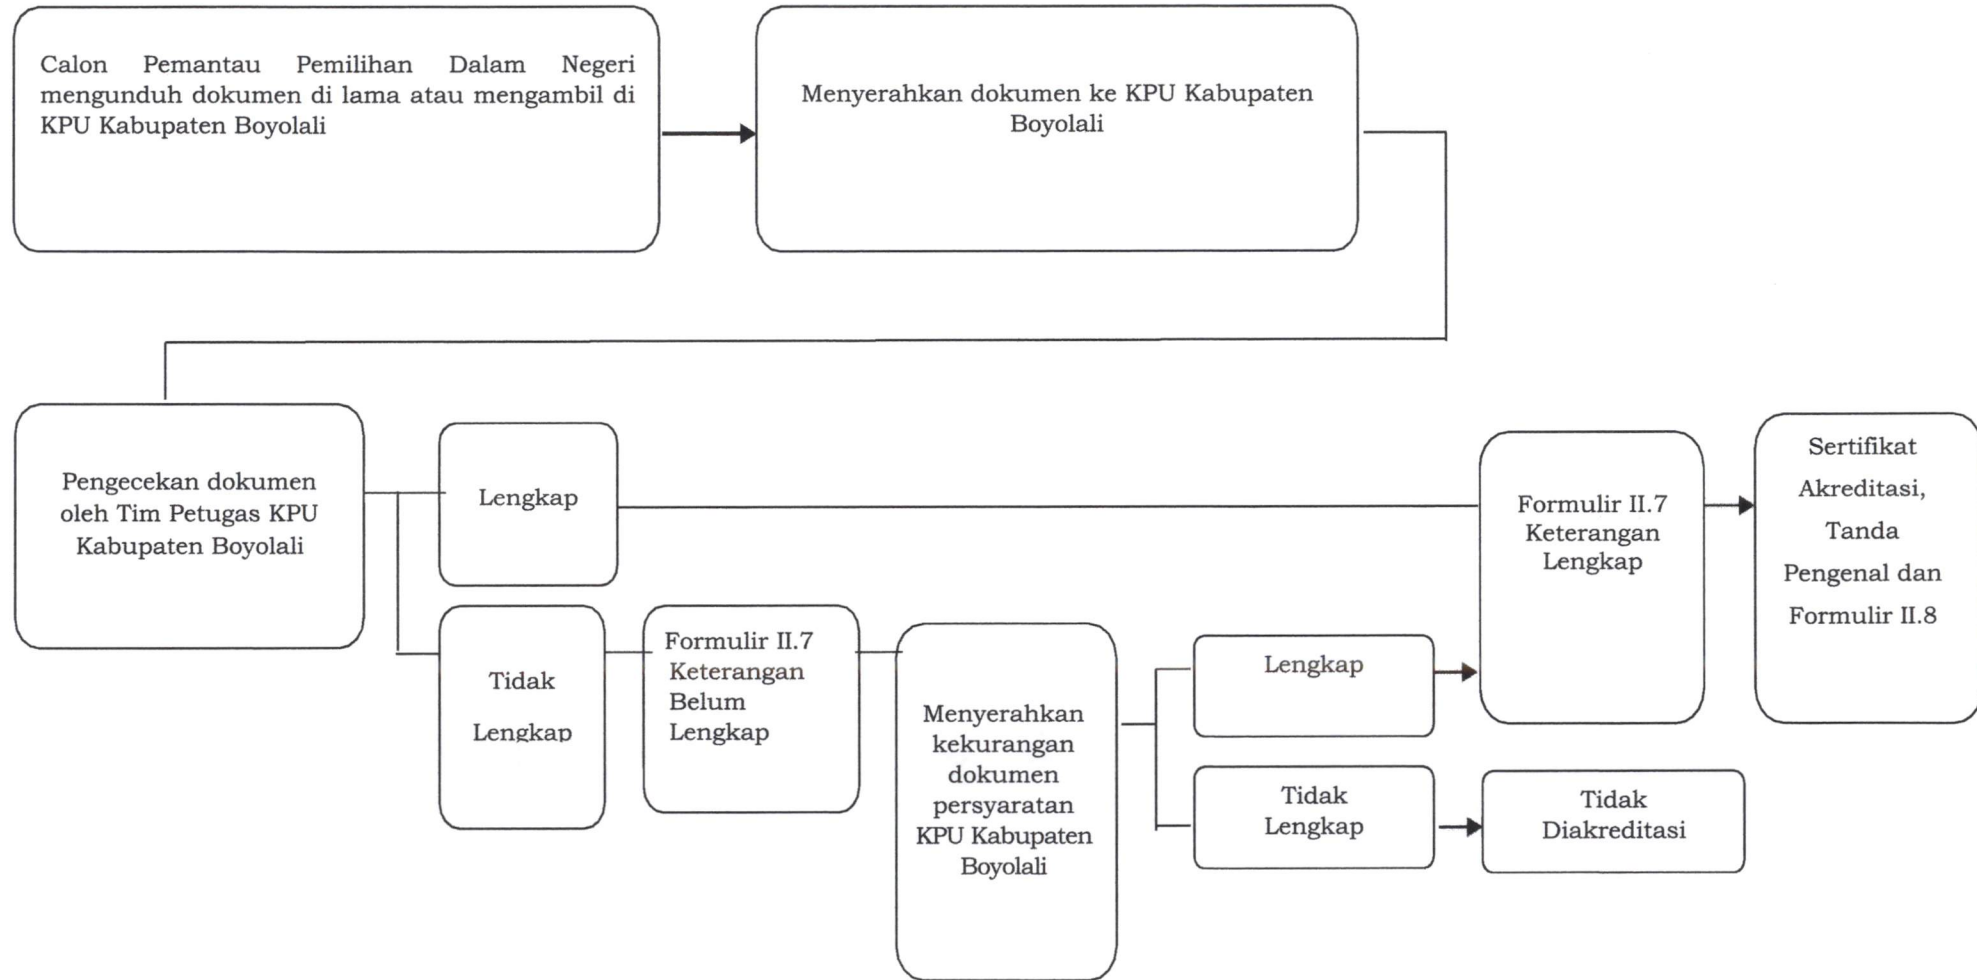 Calon Pemantau Pemilihan Dalam Negeri
mengunduh dokumen di lama atau mengambil di
KPU Kabupaten Boyolali
Menyerahkan dokumen ke KPU Kabupaten
Boyolali
Pengecekan dokumen
oleh Tim Petugas KPU
Kabupaten Boyolali
Lengkap
Tidak
Lengkap
Formulir II.7
Keterangan
Belum
Lengkap
Menyerahkan
kekurangan
dokumen
persyaratan
KPU Kabupaten
Boyolali
Lengkap
Tidak
Lengkap
Formulir II.7
Keterangan
Lengkap
Tidak
Diakreditasi
Sertifikat
Akreditasi,
Tanda
Pengenal dan
Formulir II.8